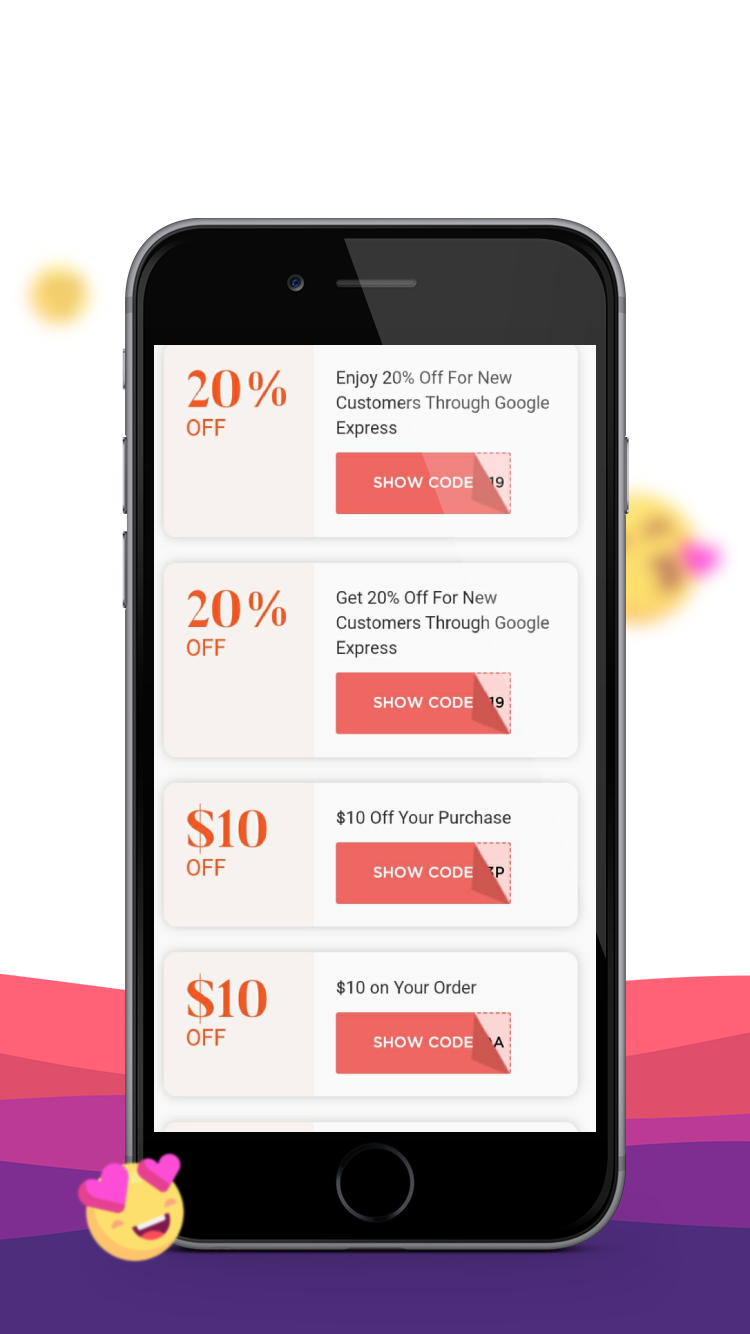 20%
OFF
Enjoy 20% Off For New
Customers Through Google
Express
SHOW CODE 19
20%
OFF
Get 20% Off For New
Customers Through Google
Express
SHOW CODE 19
$10
OFF
$10 Off Your Purchase
SHOW CODE
$10
OFF
$10 on Your Order
SHOW CODE A